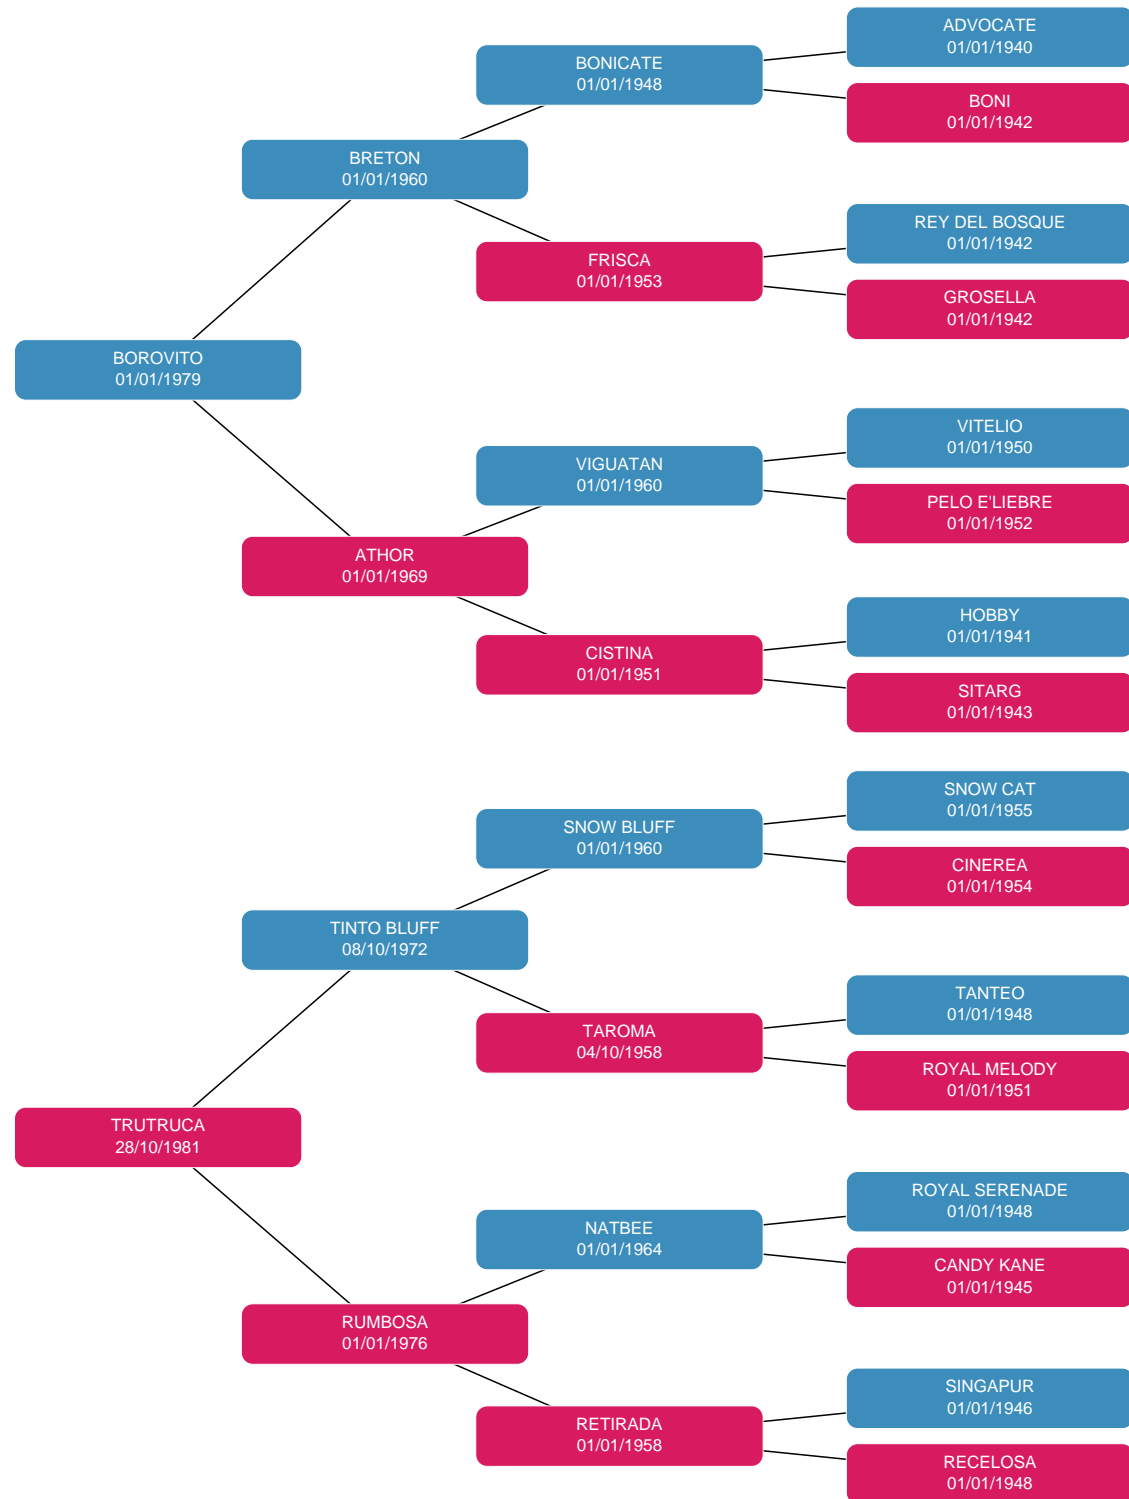 ADVOCATE
01/01/1940
BONICATE
01/01/1948
BONI
01/01/1942
BRETON
01/01/1960
REY DEL BOSQUE
01/01/1942
FRISCA
01/01/1953
GROSELLA
01/01/1942
BOROVITO
01/01/1979
VITELIO
01/01/1950
VIGUATAN
01/01/1960
PELO E'LIEBRE
01/01/1952
ATHOR
01/01/1969
HOBBY
01/01/1941
CISTINA
01/01/1951
SITARG
01/01/1943
SNOW CAT
01/01/1955
SNOW BLUFF
01/01/1960
CINEREA
01/01/1954
TINTO BLUFF
08/10/1972
TANTEO
01/01/1948
TAROMA
04/10/1958
ROYAL MELODY
01/01/1951
TRUTRUCA
28/10/1981
ROYAL SERENADE
01/01/1948
NATBEE
01/01/1964
CANDY KANE
01/01/1945
RUMBOSA
01/01/1976
SINGAPUR
01/01/1946
RETIRADA
01/01/1958
RECELOSA
01/01/1948